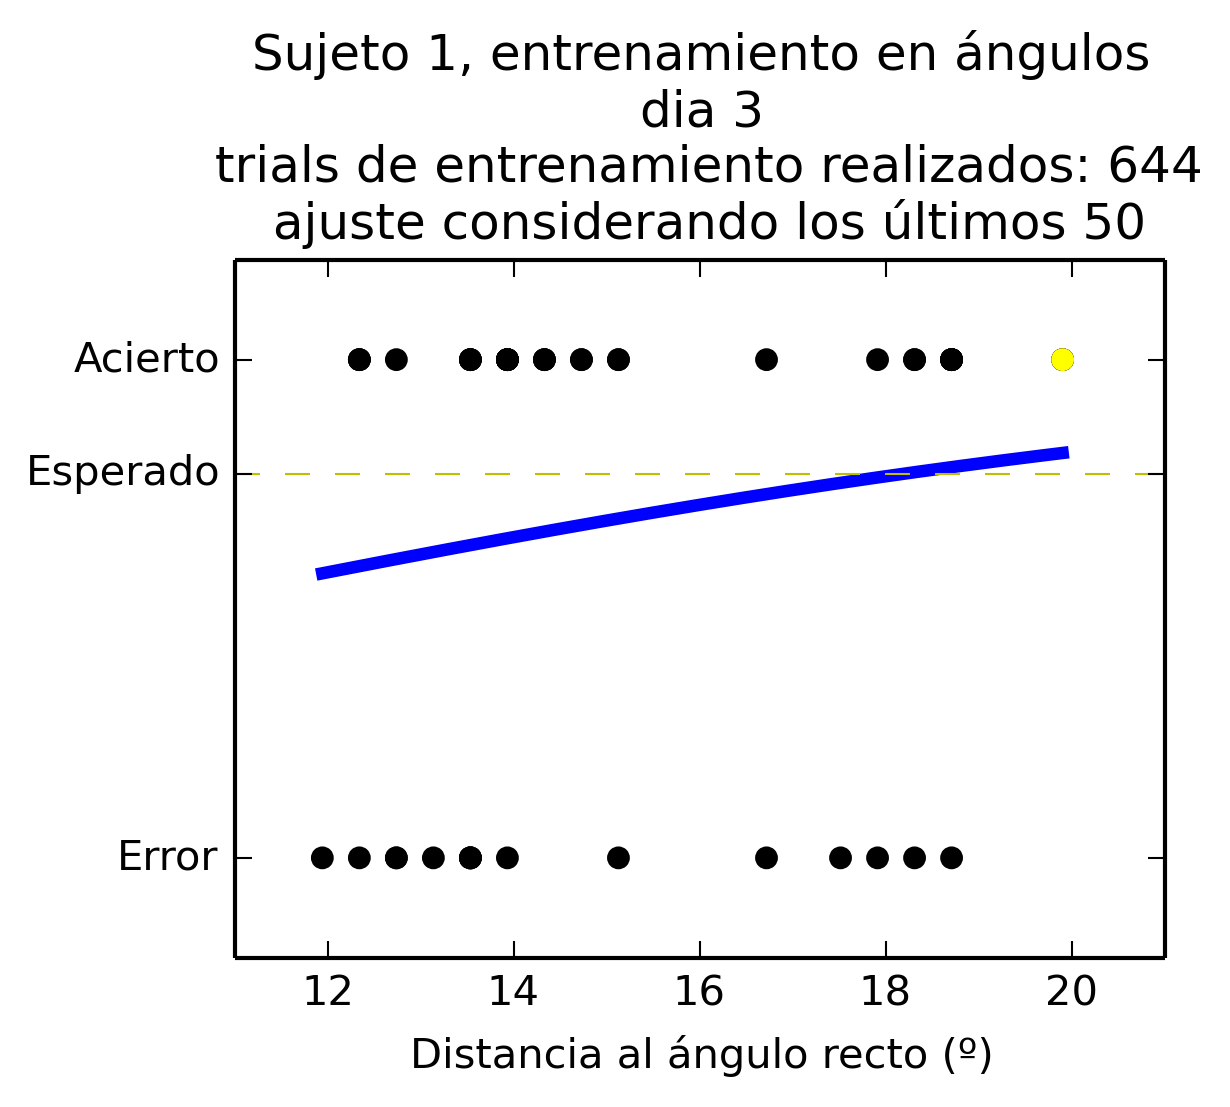 Sujeto 1, entrenamiento en ángulos
dia 3
trials de entrenamiento realizados: 644
ajuste considerando los últimos 50
Acierto
Esperado
Error
12 14 16 18 20
Distancia al ángulo recto (º)